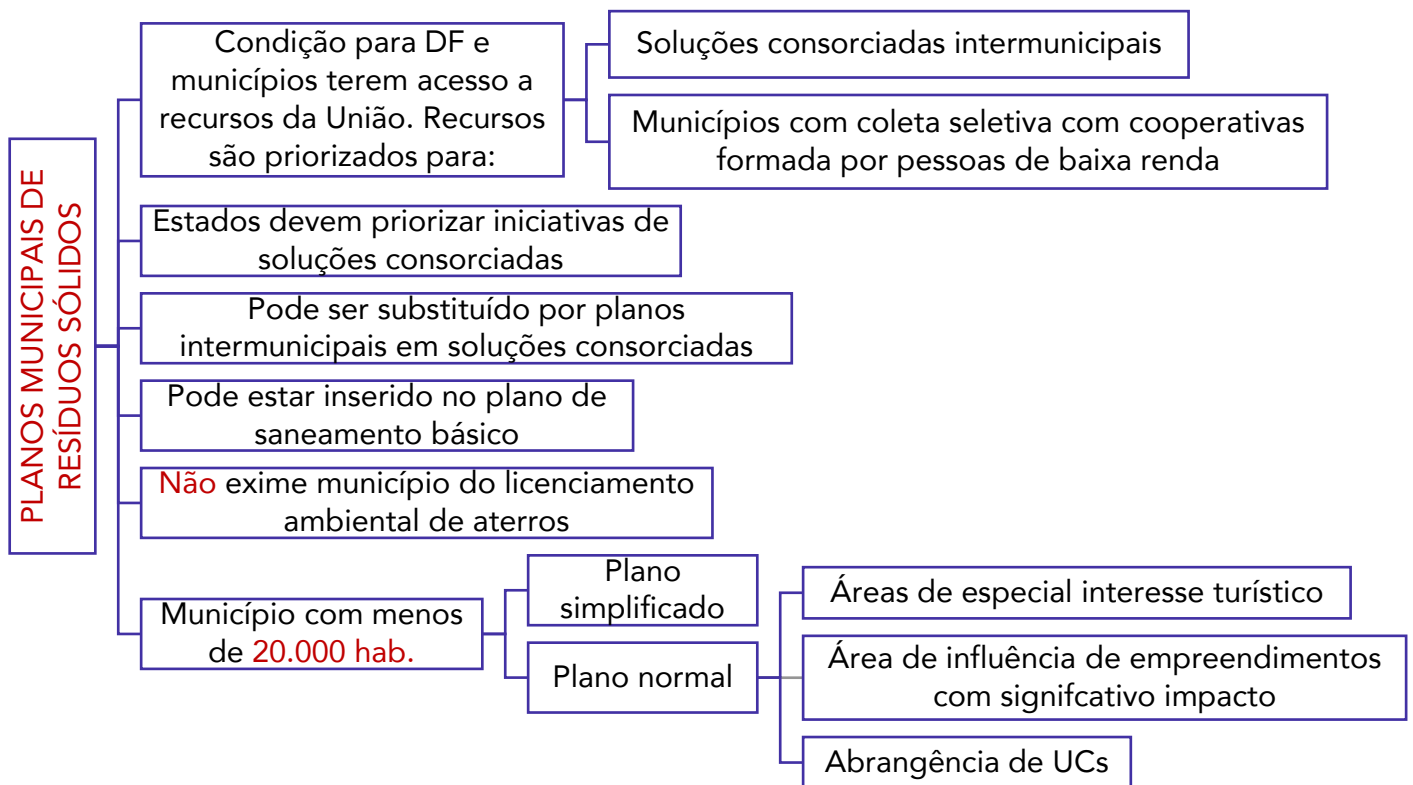 PLANOS MUNICIPAIS DE
RESÍDUOS SÓLIDOS
Condição para DF e
municípios terem acesso a
recursos da União. Recursos
são priorizados para:
Soluções consorciadas intermunicipais
Municípios com coleta seletiva com cooperativas
formada por pessoas de baixa renda
Estados devem priorizar iniciativas de
soluções consorciadas
Pode ser substituído por planos
intermunicipais em soluções consorciadas
Pode estar inserido no plano de
saneamento básico
Não exime município do licenciamento
ambiental de aterros
Município com menos
de 20.000 hab.
Plano
simplificado
Plano normal
Áreas de especial interesse turístico
Área de influência de empreendimentos
com signifcativo impacto
Abrangência de UCs